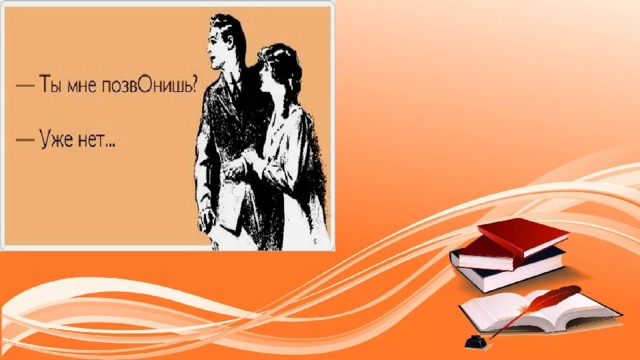 — Ты мне позвОнишь?
— Уже нет...